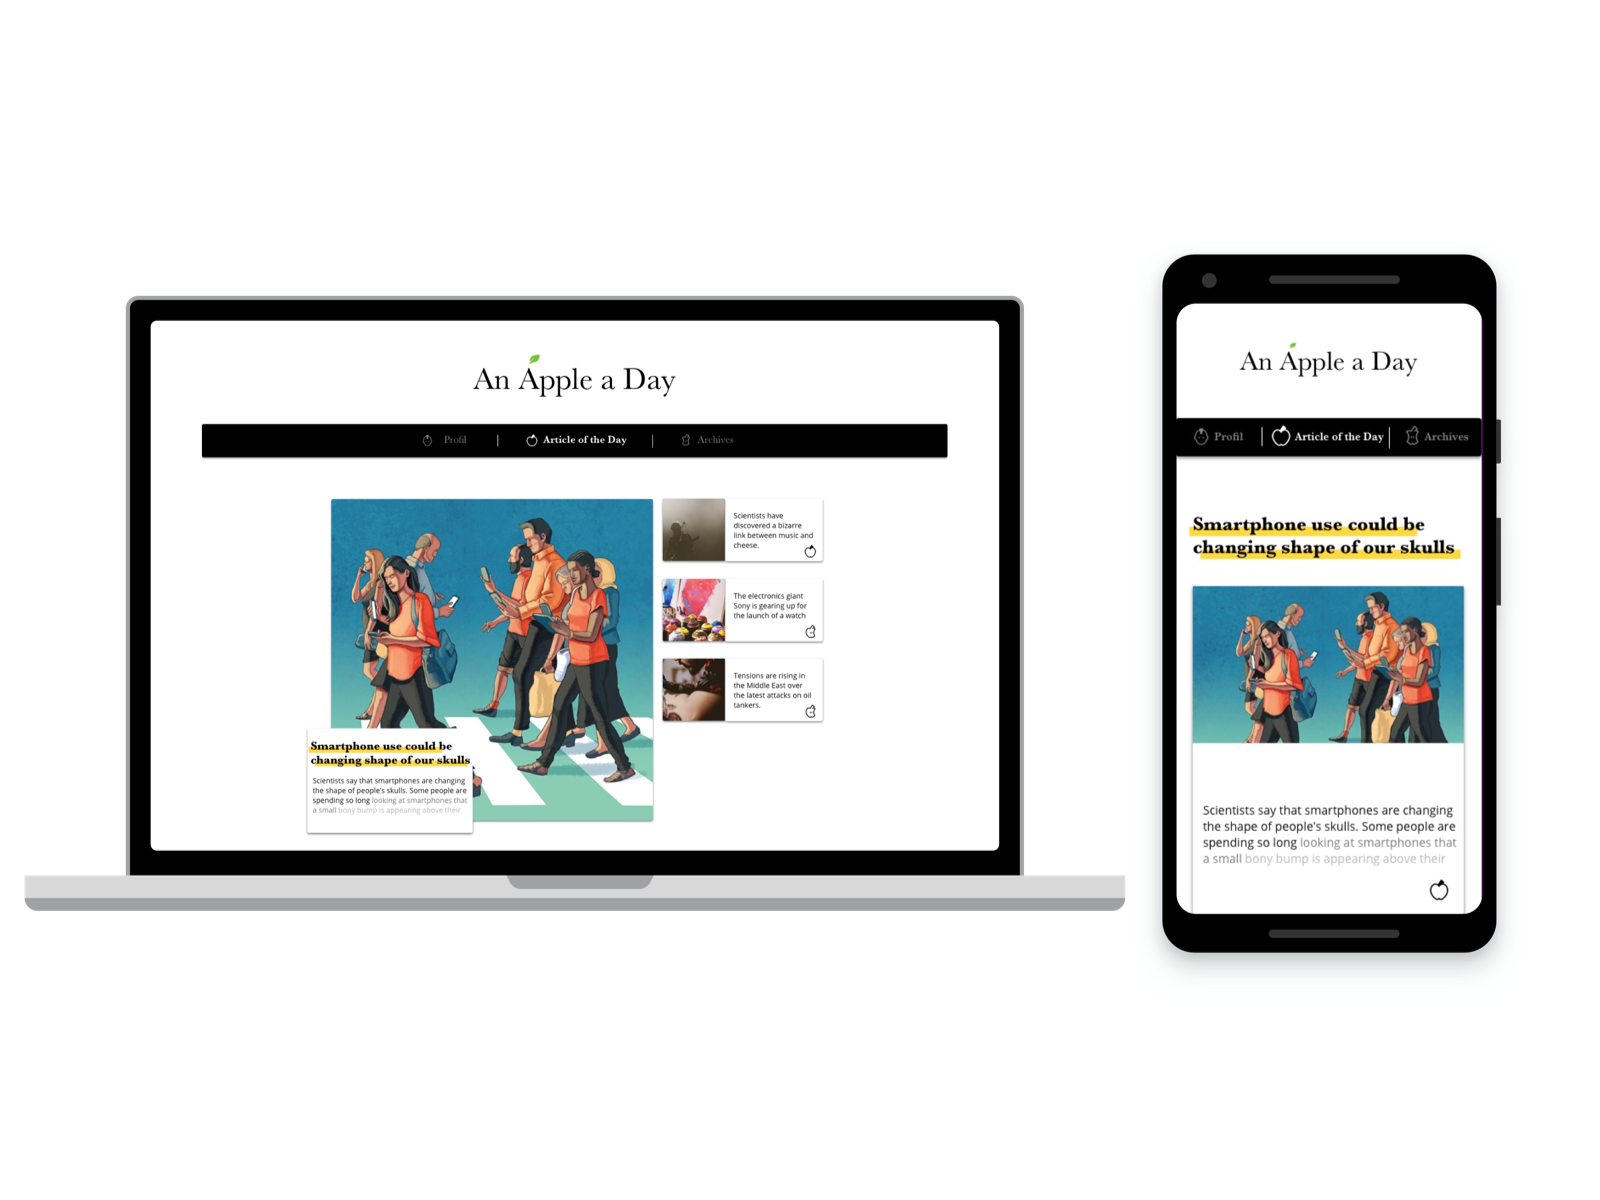 An Apple a Day
Profil | Article of the Day | Archives
Scientists have
discovered a bizarre
link between music and
cheese.
The electronics giant
Sony is gearing up for
the launch of a watch
Tensions are rising in
the Middle East over
the latest attacks on oil
tankers.
Smartphone use could be
changing shape of our skulls
Scientists say that smartphones are changing
the shape of people's skulls. Some people are
spending so long looking at smartphones that
a small bony bump is appearing above their
An Apple a Day
Profil | Article of the Day | Archives
Smartphone use could be
changing shape of our skulls
Scientists say that smartphones are changing
the shape of people's skulls. Some people are
spending so long looking at smartphones that
a small bony bump is appearing above their